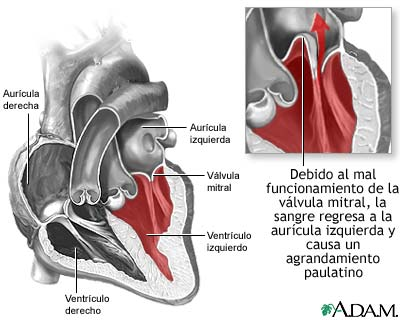 Aurícula
derecha
Aurícula
izquierda
Válvula
mitral
Ventrículo
izquierdo
Ventrículo
derecho
Debido al mal
funcionamiento de la
válvula mitral, la
sangre regresa a la
aurícula izquierda y
causa un
agrandamiento
paulatino
ADAM.